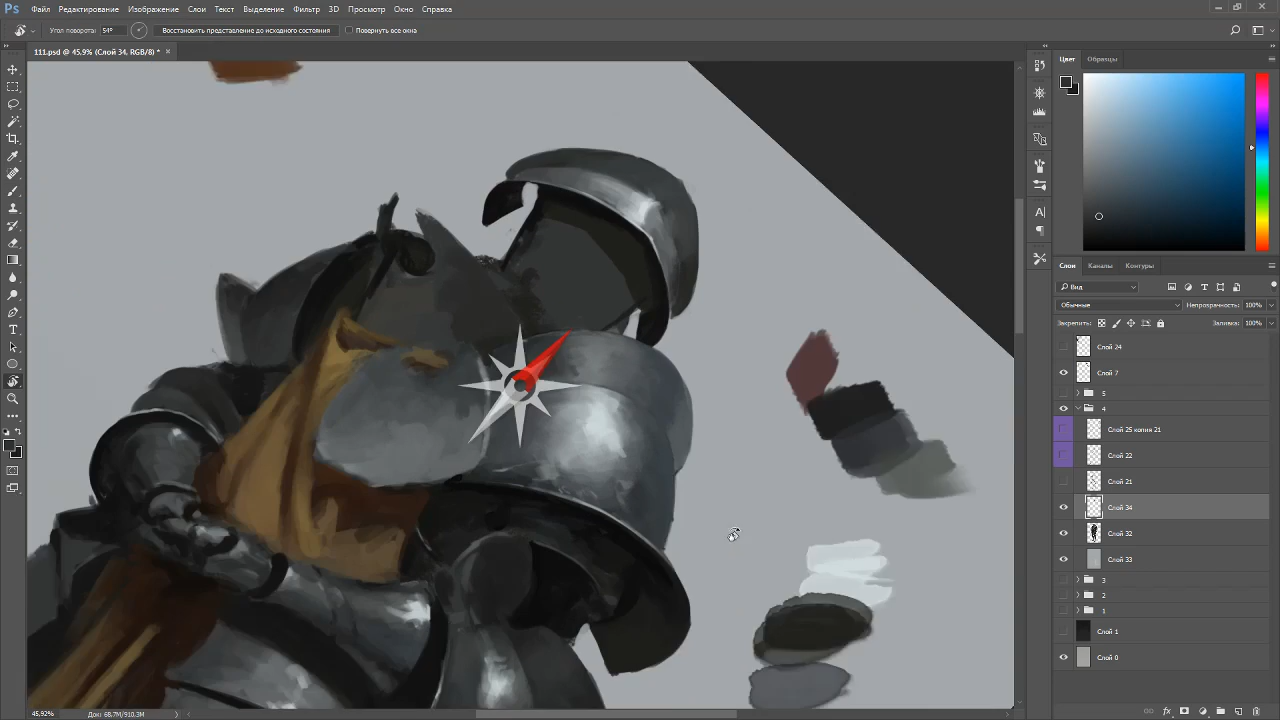 Ps Файл Редактирование Изображение Слои Текст Выделение Фильтр 3D Просмотр Окно Справка
Угол поворота: 54° Восстановить представление до исходного состояния Повернуть все окна
111.psd @ 45,9% (Слой 34, RGB/8) * ×
Цвет Образцы
Слои Каналы Контуры
Вид
Обычные Непрозрачность: 100%
Закрепить: Заливка: 100%
Слой 24
Слой 7
5
4
Слой 25 копия 21
Слой 22
Слой 21
Слой 34
Слой 32
Слой 33
3
2
1
Слой 1
Слой 0
45,92% Док: 68,7M/910,3M